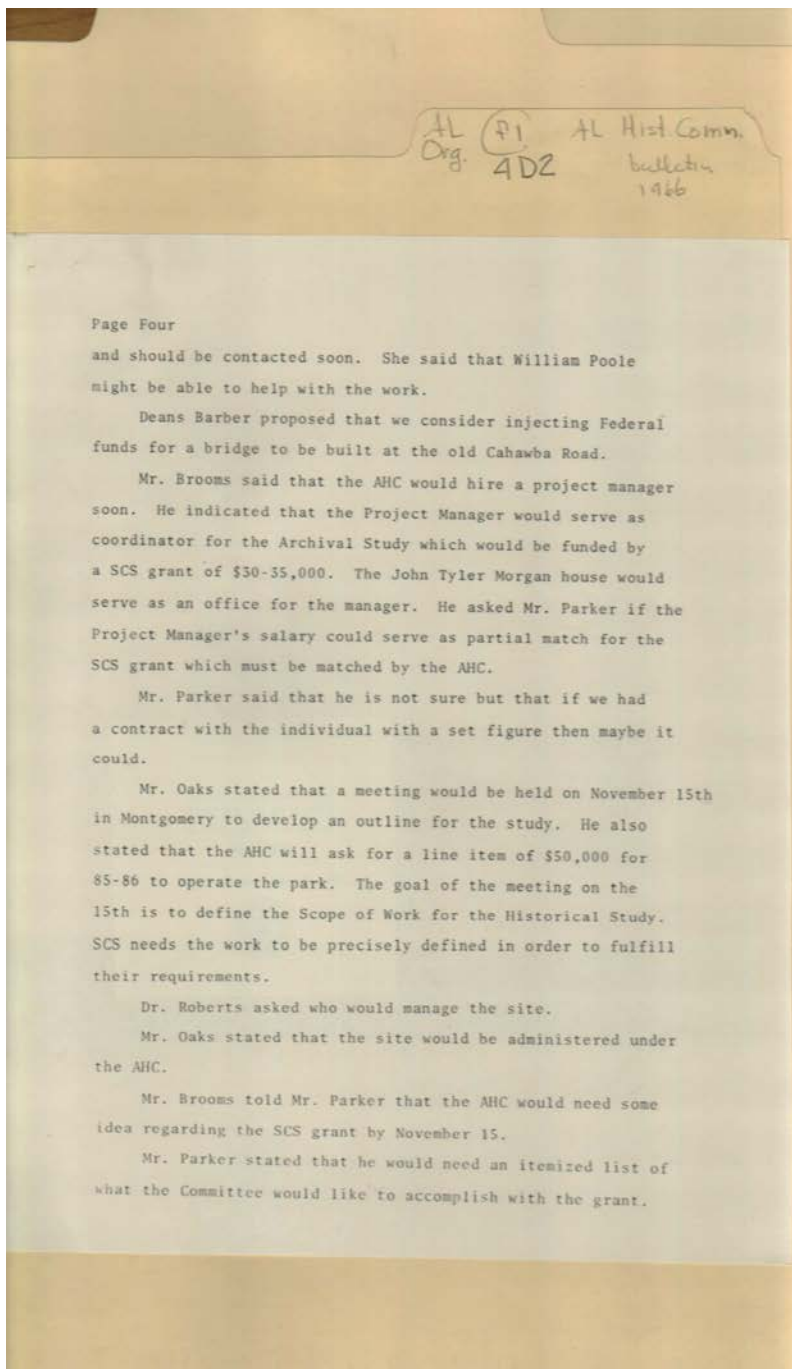 AL (P1 AL Hist. Comm.
Org. 4D2 bulletin
1966
Page Four
and should be contacted soon. She said that William Poole
might be able to help with the work.
Deans Barber proposed that we consider injecting Federal
funds for a bridge to be built at the old Cahawba Road.
Mr. Brooms said that the AHC would hire a project manager
soon. He indicated that the Project Manager would serve as
coordinator for the Archival Study which would be funded by
a SCS grant of $30-35,000. The John Tyler Morgan house would
serve as an office for the manager. He asked Mr. Parker if the
Project Manager's salary could serve as partial match for the
SCS grant which must be matched by the AHC.
Mr. Parker said that he is not sure but that if we had
a contract with the individual with a set figure then maybe it
could.
Mr. Oaks stated that a meeting would be held on November 15th
in Montgomery to develop an outline for the study. He also
stated that the AHC will ask for a line item of $50,000 for
85-86 to operate the park. The goal of the meeting on the
15th is to define the Scope of Work for the Historical Study.
SCS needs the work to be precisely defined in order to fulfill
their requirements.
Dr. Roberts asked who would manage the site.
Mr. Oaks stated that the site would be administered under
the AHC.
Mr. Brooms told Mr. Parker that the AHC would need some
idea regarding the SCS grant by November 15.
Mr. Parker stated that he would need an itemized list of
what the Committee would like to accomplish with the grant.